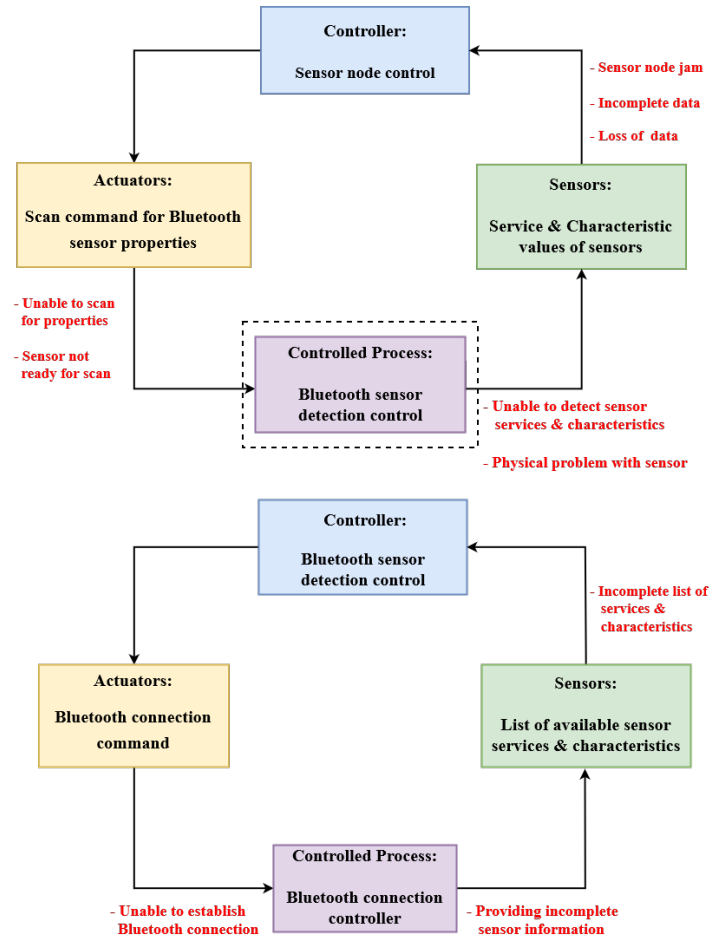 Controller:
Sensor node control
- Sensor node jam
- Incomplete data
- Loss of data
Actuators:
Scan command for Bluetooth
sensor properties
Sensors:
Service & Characteristic
values of sensors
- Unable to scan
for properties
- Sensor not
ready for scan
Controlled Process:
Bluetooth sensor
detection control
- Unable to detect sensor
services & characteristics
- Physical problem with sensor
Controller:
Bluetooth sensor
detection control
- Incomplete list of
services &
characteristics
Actuators:
Bluetooth connection
command
Sensors:
List of available sensor
services & characteristics
Controlled Process:
Bluetooth connection
controller
- Unable to establish
Bluetooth connection
- Providing incomplete
sensor information